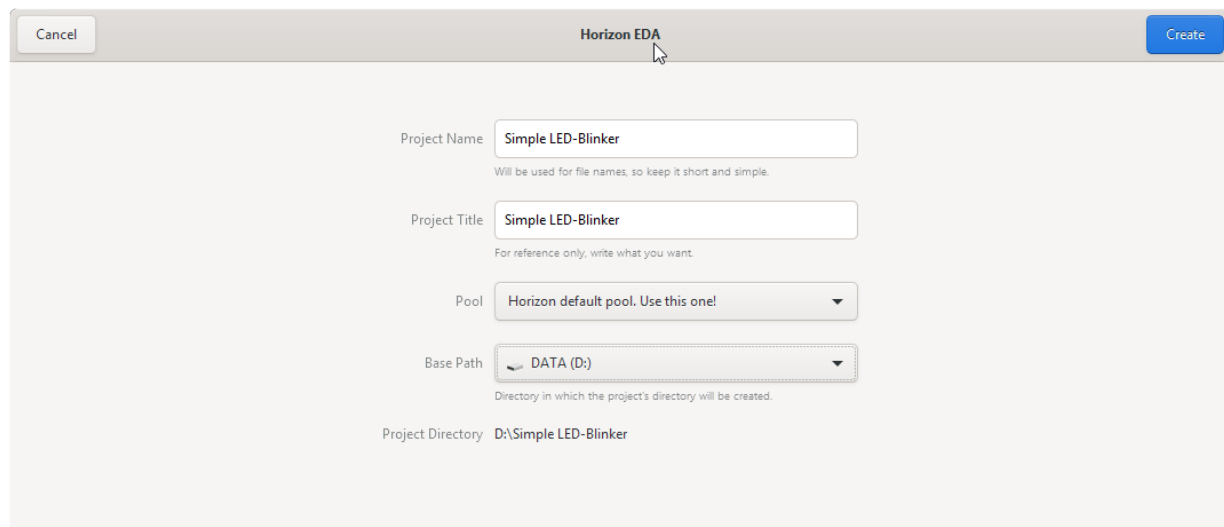 Cancel
Horizon EDA
Create
Project Name
Simple LED-Blinker
Will be used for file names, so keep it short and simple.
Project Title
Simple LED-Blinker
For reference only, write what you want.
Pool
Horizon default pool. Use this one!
Base Path
DATA (D:)
Directory in which the project's directory will be created.
Project Directory
D:\Simple LED-Blinker